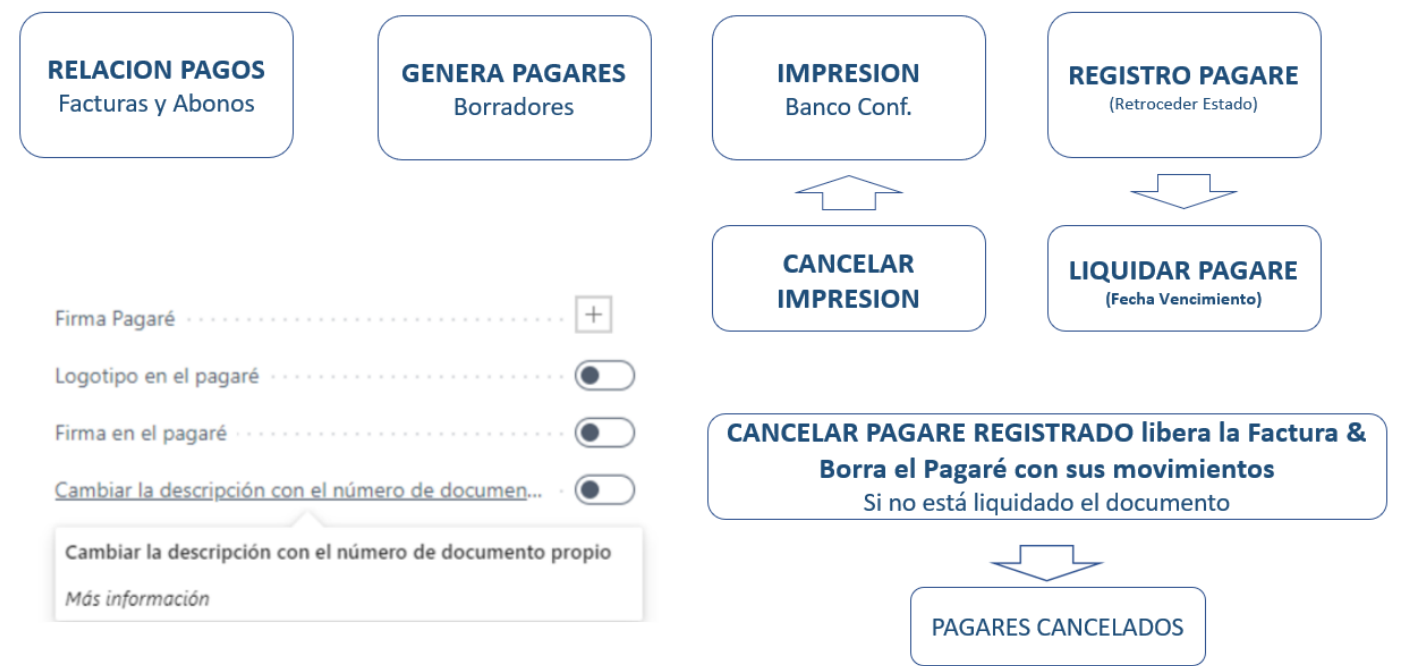 RELACION PAGOS
Facturas y Abonos
GENERA PAGARES
Borradores
IMPRESION
Banco Conf.
REGISTRO PAGARE
(Retroceder Estado)
CANCELAR
IMPRESION
LIQUIDAR PAGARE
(Fecha Vencimiento)
Firma Pagaré
Logotipo en el pagaré
Firma en el pagaré
Cambiar la descripción con el número de documen...
Cambiar la descripción con el número de documento propio
Más información
CANCELAR PAGARE REGISTRADO libera la Factura &
Borra el Pagaré con sus movimientos
Si no está liquidado el documento
PAGARES CANCELADOS